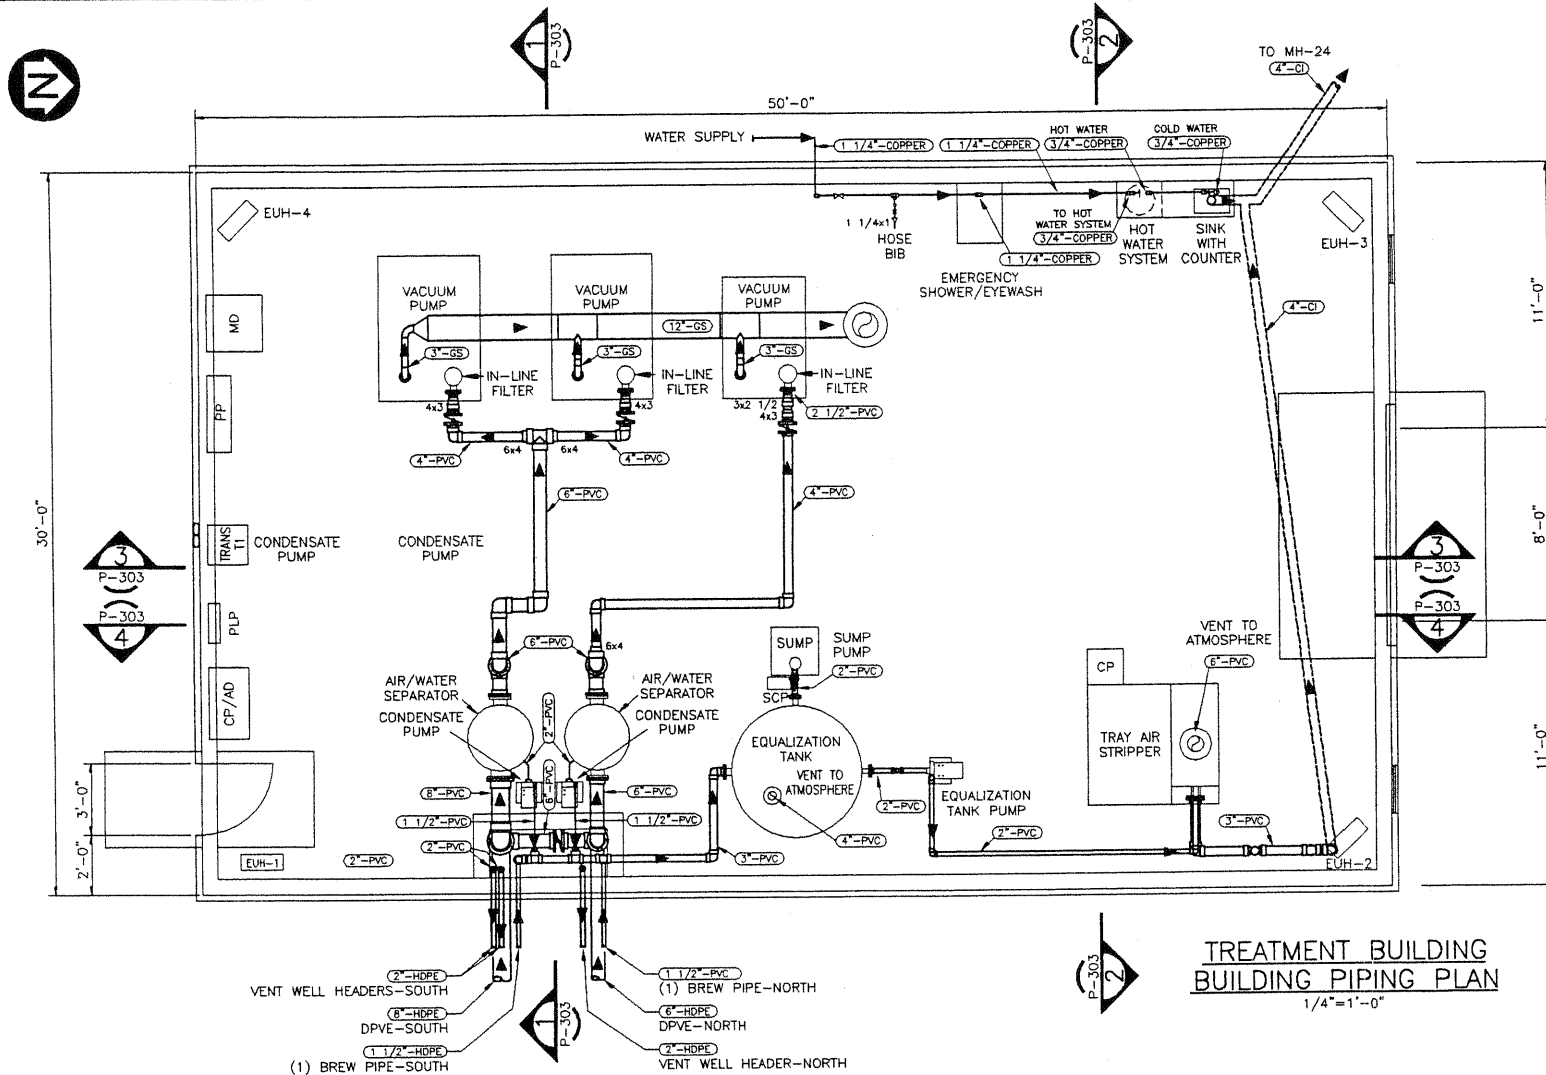 1
P-303
2
P-303
TO MH-24
4"-CI
N
50'-0"
WATER SUPPLY
1 1/4"-COPPER
1 1/4"-COPPER
HOT WATER
3/4"-COPPER
COLD WATER
3/4"-COPPER
EUH-4
1 1/4x1
HOSE
BIB
TO HOT
WATER SYSTEM
3/4"-COPPER
1 1/4"-COPPER
HOT
WATER
SYSTEM
SINK
WITH
COUNTER
EUH-3
EMERGENCY
SHOWER/EYEWASH
VACUUM
PUMP
VACUUM
PUMP
VACUUM
PUMP
MD
12"-GS
4"-CI
11'-0"
3"-GS
3"-GS
3"-GS
IN-LINE
FILTER
IN-LINE
FILTER
IN-LINE
FILTER
PP
4x3
4x3
3x2 1/2
4x3
2 1/2"-PVC
4"-PVC
6x4
6x4
4"-PVC
6"-PVC
4"-PVC
30'-0"
8'-0"
TRANS
T1
CONDENSATE
PUMP
CONDENSATE
PUMP
3
P-303
P-303
4
3
P-303
P-303
4
PLP
6"-PVC
6x4
SUMP
SUMP
PUMP
2"-PVC
SCP
VENT TO
ATMOSPHERE
6"-PVC
CP
CP/AD
AIR/WATER
SEPARATOR
AIR/WATER
SEPARATOR
CONDENSATE
PUMP
2"-PVC
CONDENSATE
PUMP
EQUALIZATION
TANK
VENT TO
ATMOSPHERE
TRAY AIR
STRIPPER
11'-0"
8"-PVC
6"-PVC
6"-PVC
2"-PVC
EQUALIZATION
TANK PUMP
3'-0"
1 1/2"-PVC
1 1/2"-PVC
4"-PVC
2"-PVC
3"-PVC
2'-0"
EUH-1
2"-PVC
2"-PVC
3"-PVC
EUH-2
2"-HDPE
VENT WELL HEADERS-SOUTH
8"-HDPE
DPVE-SOUTH
1 1/2"-HDPE
(1) BREW PIPE-SOUTH
1
P-303
1 1/2"-PVC
(1) BREW PIPE-NORTH
6"-HDPE
DPVE-NORTH
2"-HDPE
VENT WELL HEADER-NORTH
2
P-303
TREATMENT BUILDING
BUILDING PIPING PLAN
1/4"=1'-0"